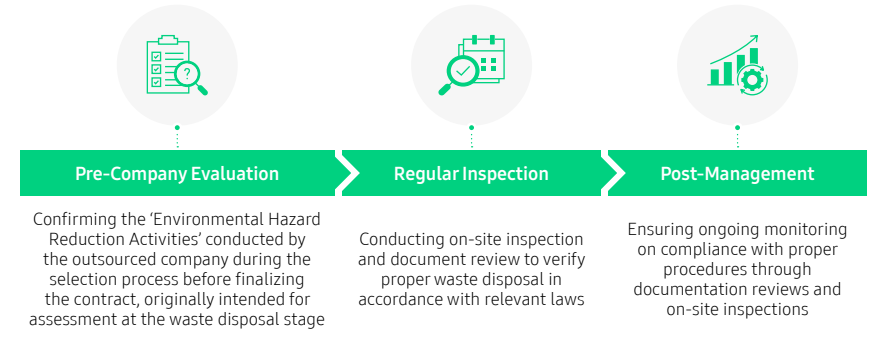 ?
Pre-Company Evaluation
Regular Inspection
Post-Management
Confirming the ‘Environmental Hazard
Reduction Activities’ conducted by
the outsourced company during the
selection process before finalizing
the contract, originally intended for
assessment at the waste disposal stage
Conducting on-site inspection
and document review to verify
proper waste disposal in
accordance with relevant laws
Ensuring ongoing monitoring
on compliance with proper
procedures through
documentation reviews and
on-site inspections